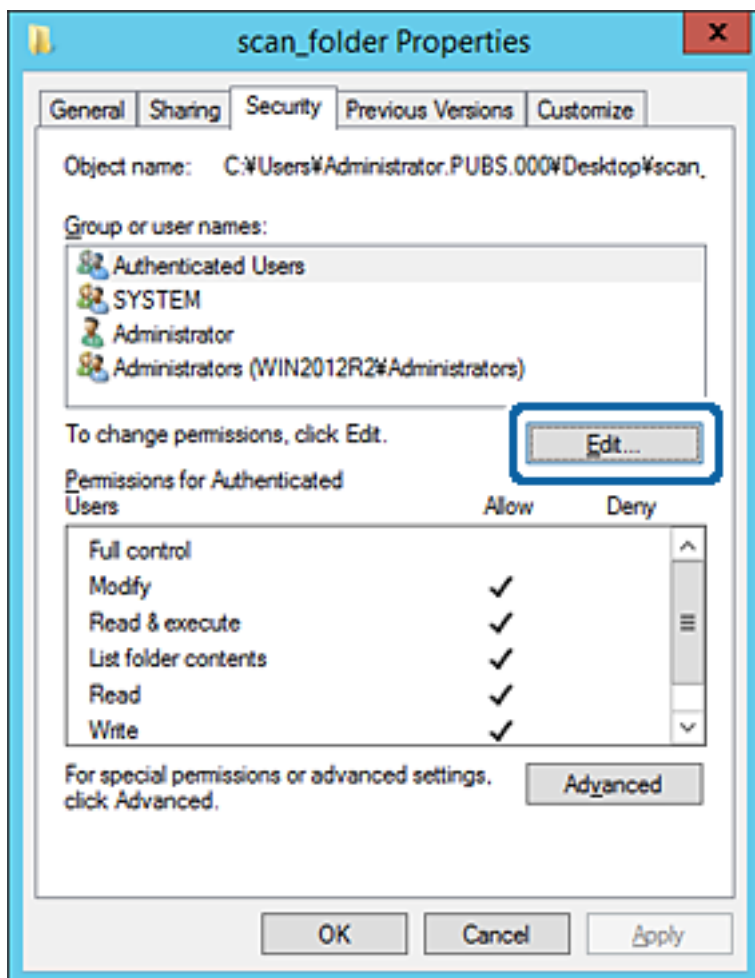 scan_folder Properties
x
General Sharing Security Previous Versions Customize
Object name: C:¥Users¥Administrator.PUBS.000¥Desktop¥scan_
Group or user names:
Authenticated Users
SYSTEM
Administrator
Administrators (WIN2012R2¥Administrators)
To change permissions, click Edit.
Edit...
Permissions for Authenticated
Users Allow Deny
Full control
Modify
Read & execute
List folder contents
Read
Write
For special permissions or advanced settings,
click Advanced.
Advanced
OK Cancel Apply